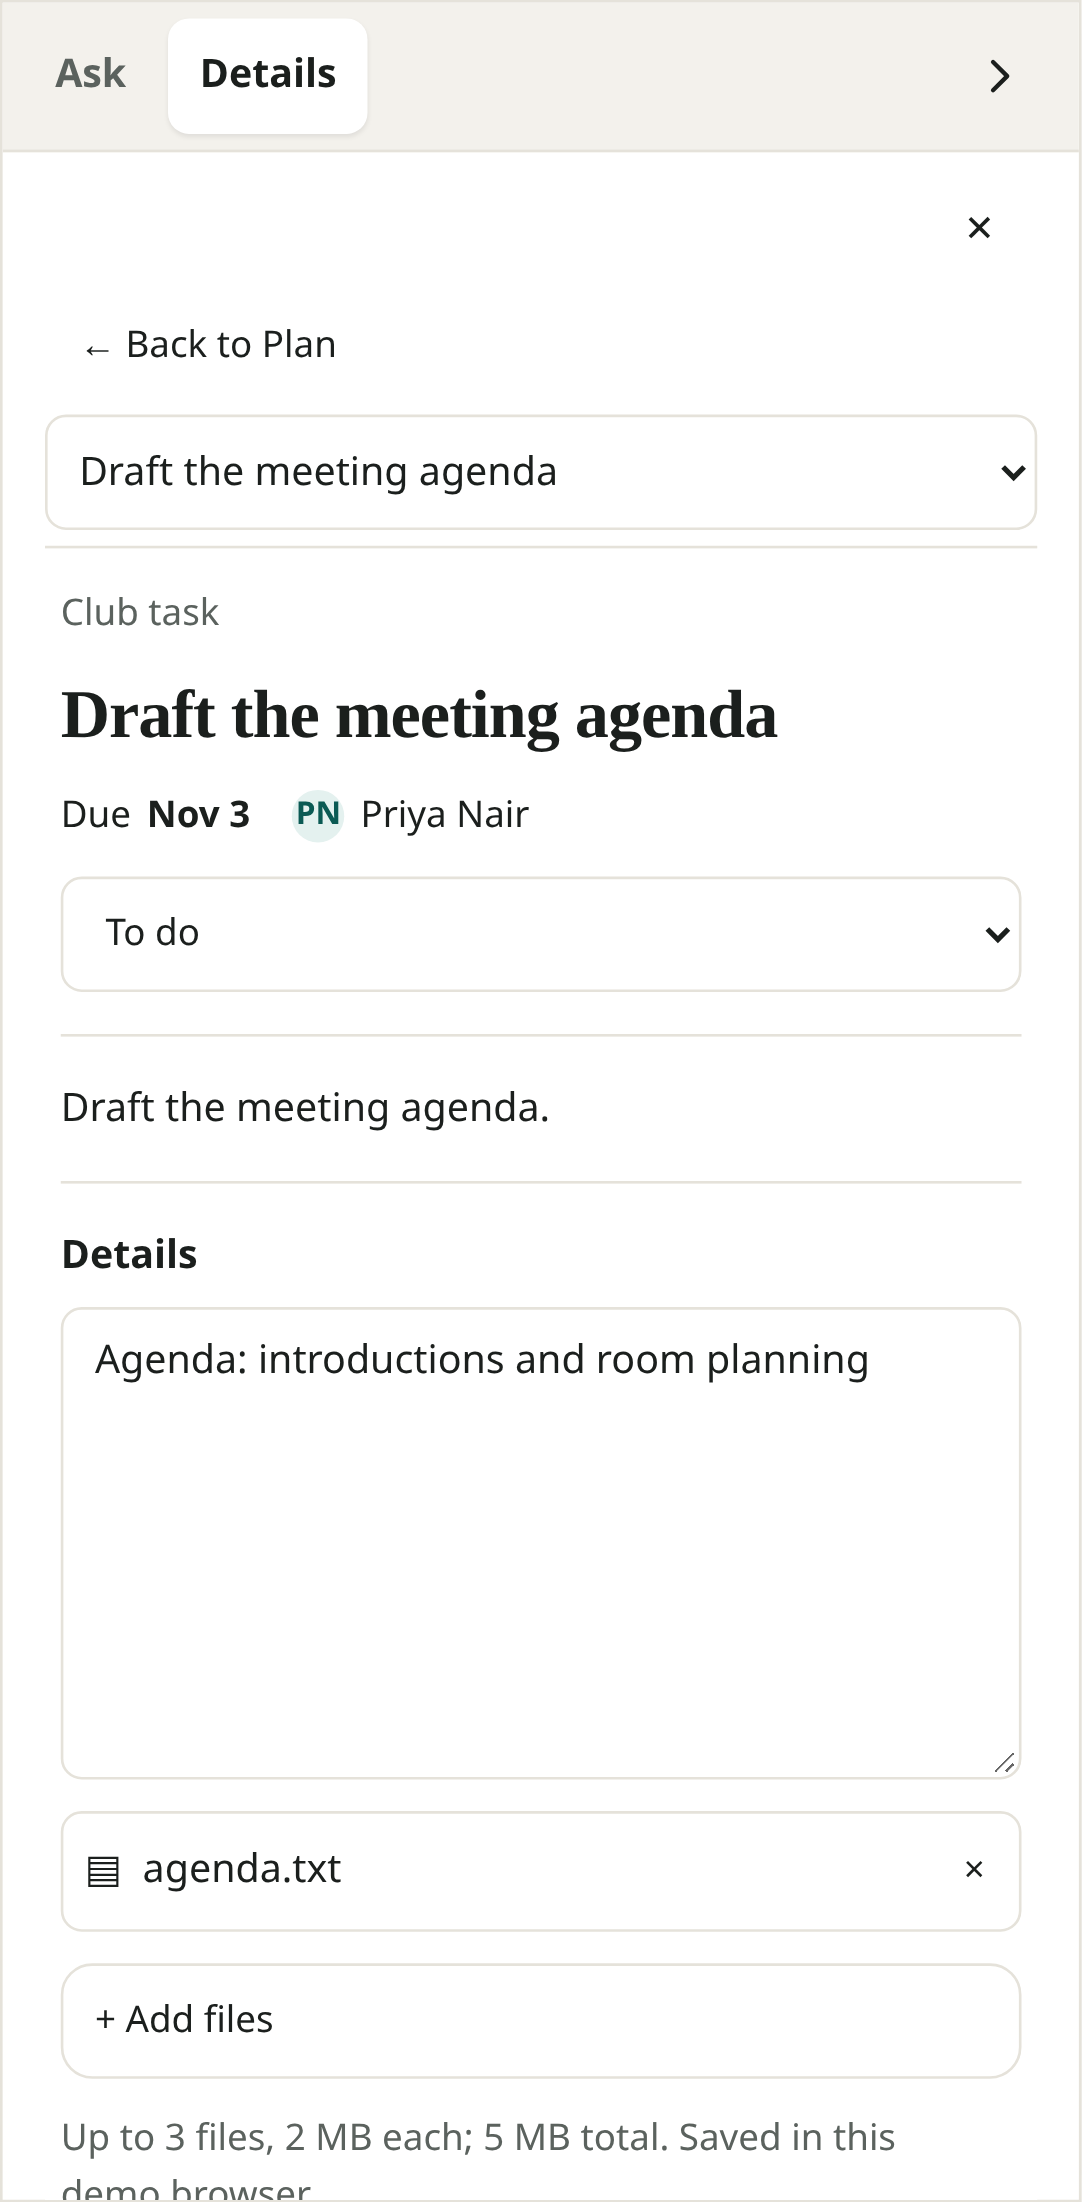 Ask Details
← Back to Plan
Draft the meeting agenda
Club task
Draft the meeting agenda
Due Nov 3 PN Priya Nair
To do
Draft the meeting agenda.
Details
Agenda: introductions and room planning
agenda.txt ×
+ Add files
Up to 3 files, 2 MB each; 5 MB total. Saved in this
demo browser.